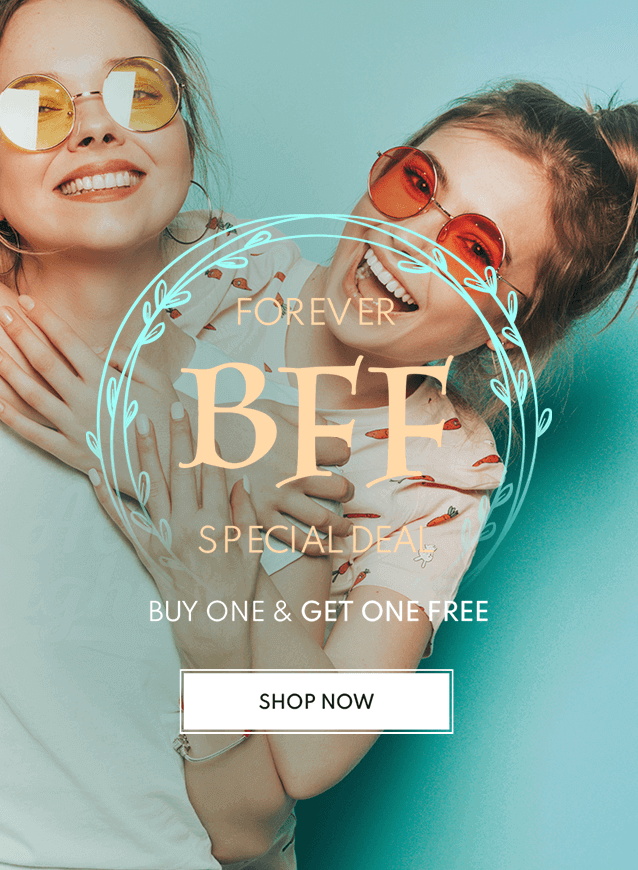 FOREVER
BFF
SPECIAL DEAL
BUY ONE & GET ONE FREE
SHOP NOW